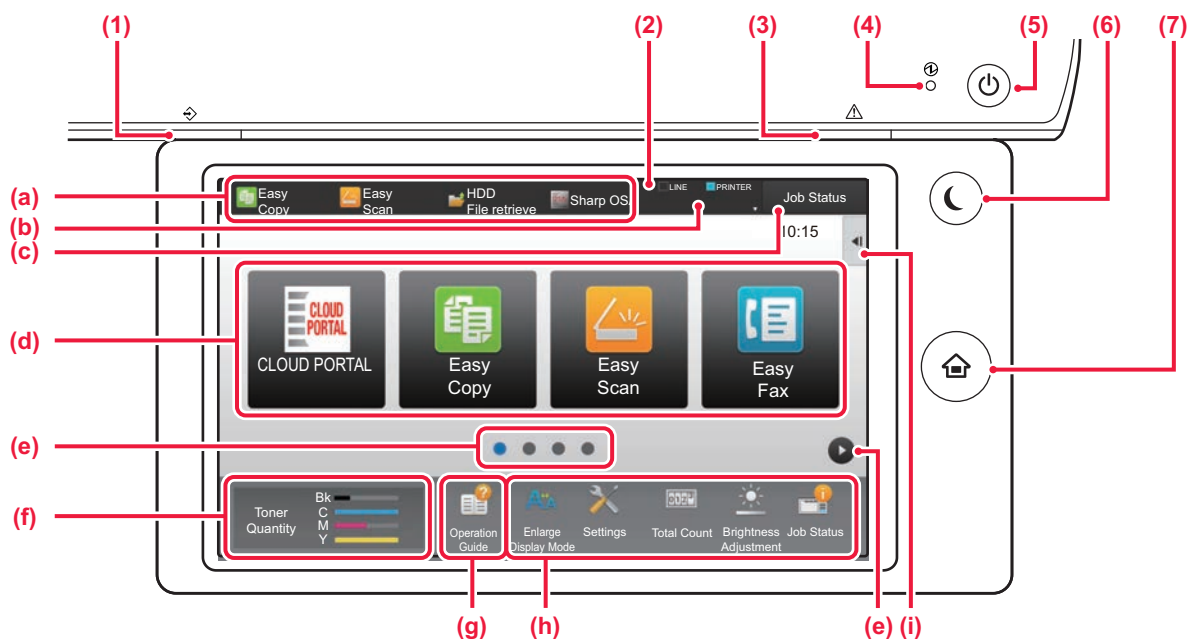 (1)
(2)
(3)
(4)
(5)
(6)
(7)
(a)
Easy
Copy
Easy
Scan
HDD
File retrieve
Sharp OSA
LINE
PRINTER
Job Status
(b)
(c)
10:15
(d)
CLOUD
PORTAL
CLOUD PORTAL
Easy
Copy
Easy
Scan
Easy
Fax
(e)
(f)
Toner
Quantity
Bk
C
M
Y
Operation
Guide
Enlarge
Display Mode
Settings
Total Count
Brightness
Adjustment
Job Status
(g)
(h)
(e)
(i)